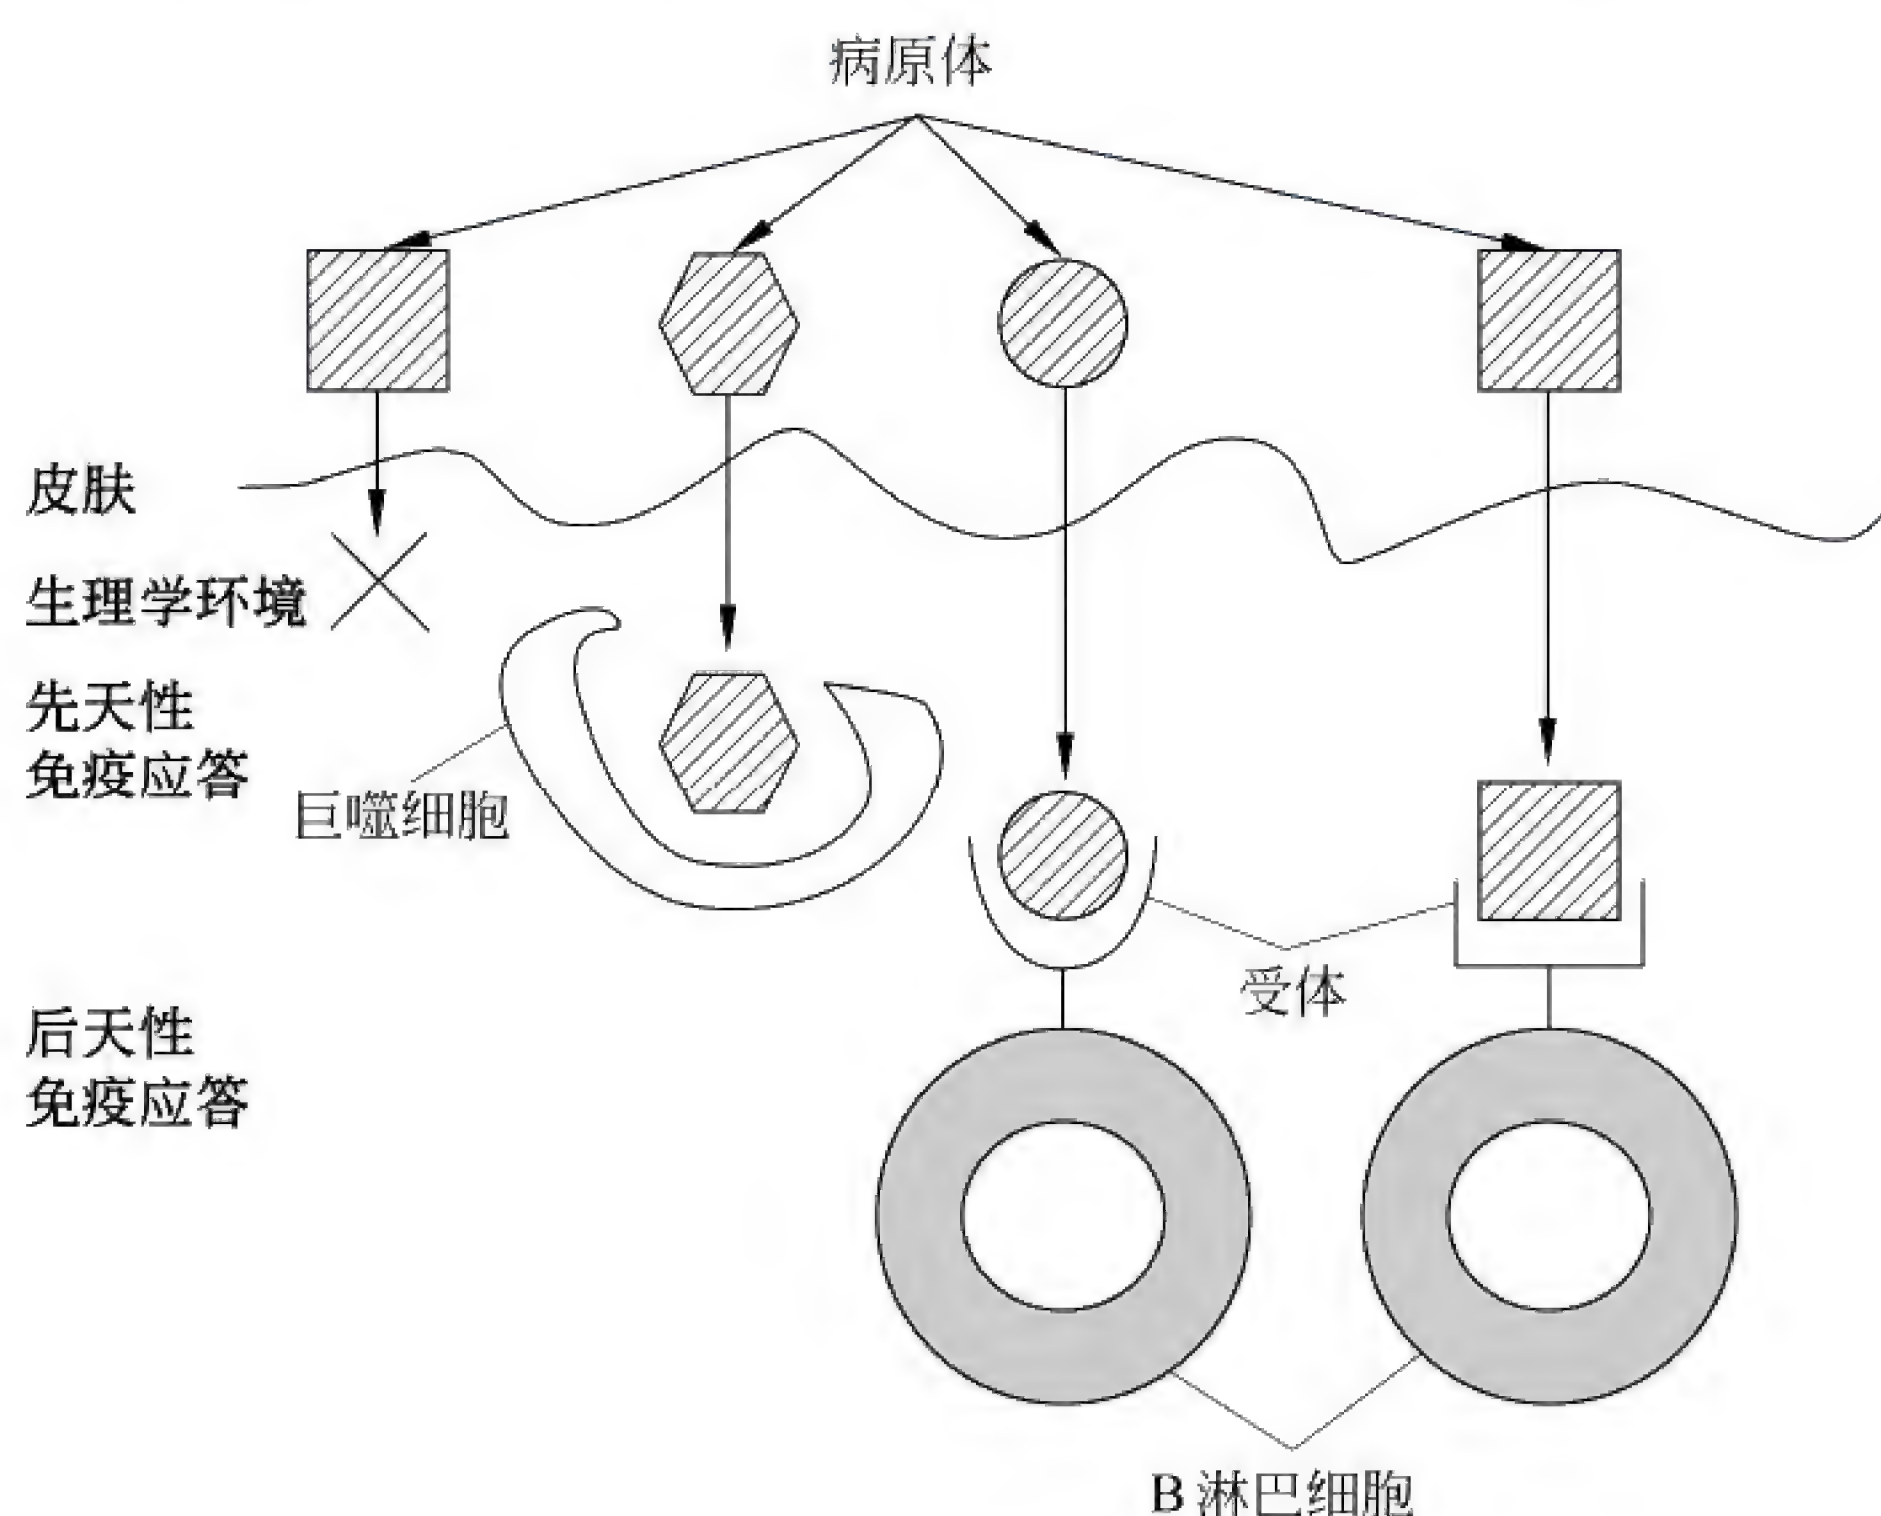 病原体
皮肤
生理学环境
先天性
免疫应答
巨噬细胞
受体
后天性
免疫应答
B淋巴细胞